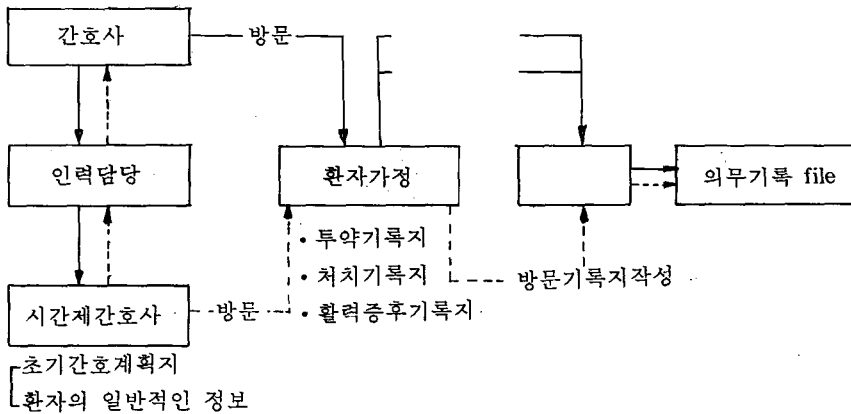 간호사
방문
인력담당
환자가정
의무기록 file
• 투약기록지
• 처치기록지
• 활력증후기록지
방문기록지작성
시간제간호사
방문
초기간호계획지
환자의 일반적인 정보